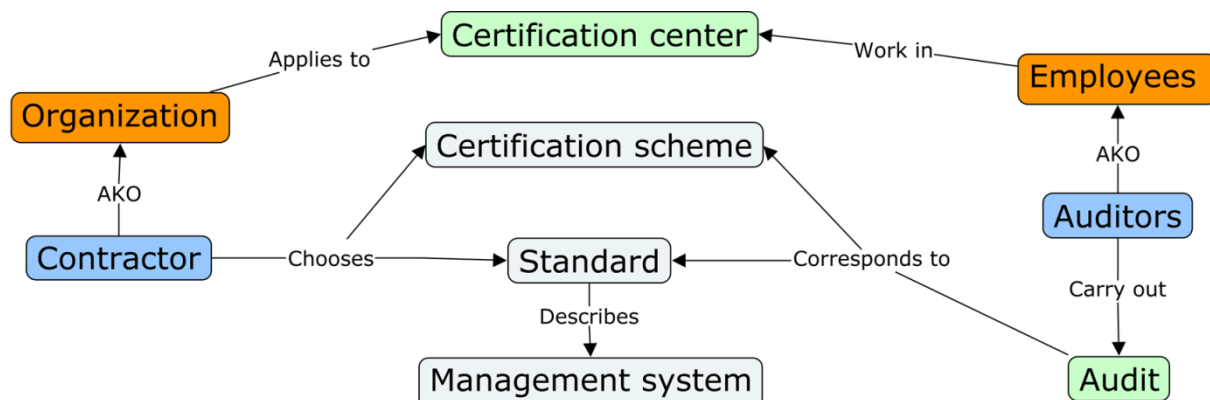 Certification center
Applies to
Work in
Employees
Organization
Certification scheme
AKO
AKO
Auditors
Contractor
Chooses
Standard
Corresponds to
Carry out
Describes
Management system
Audit